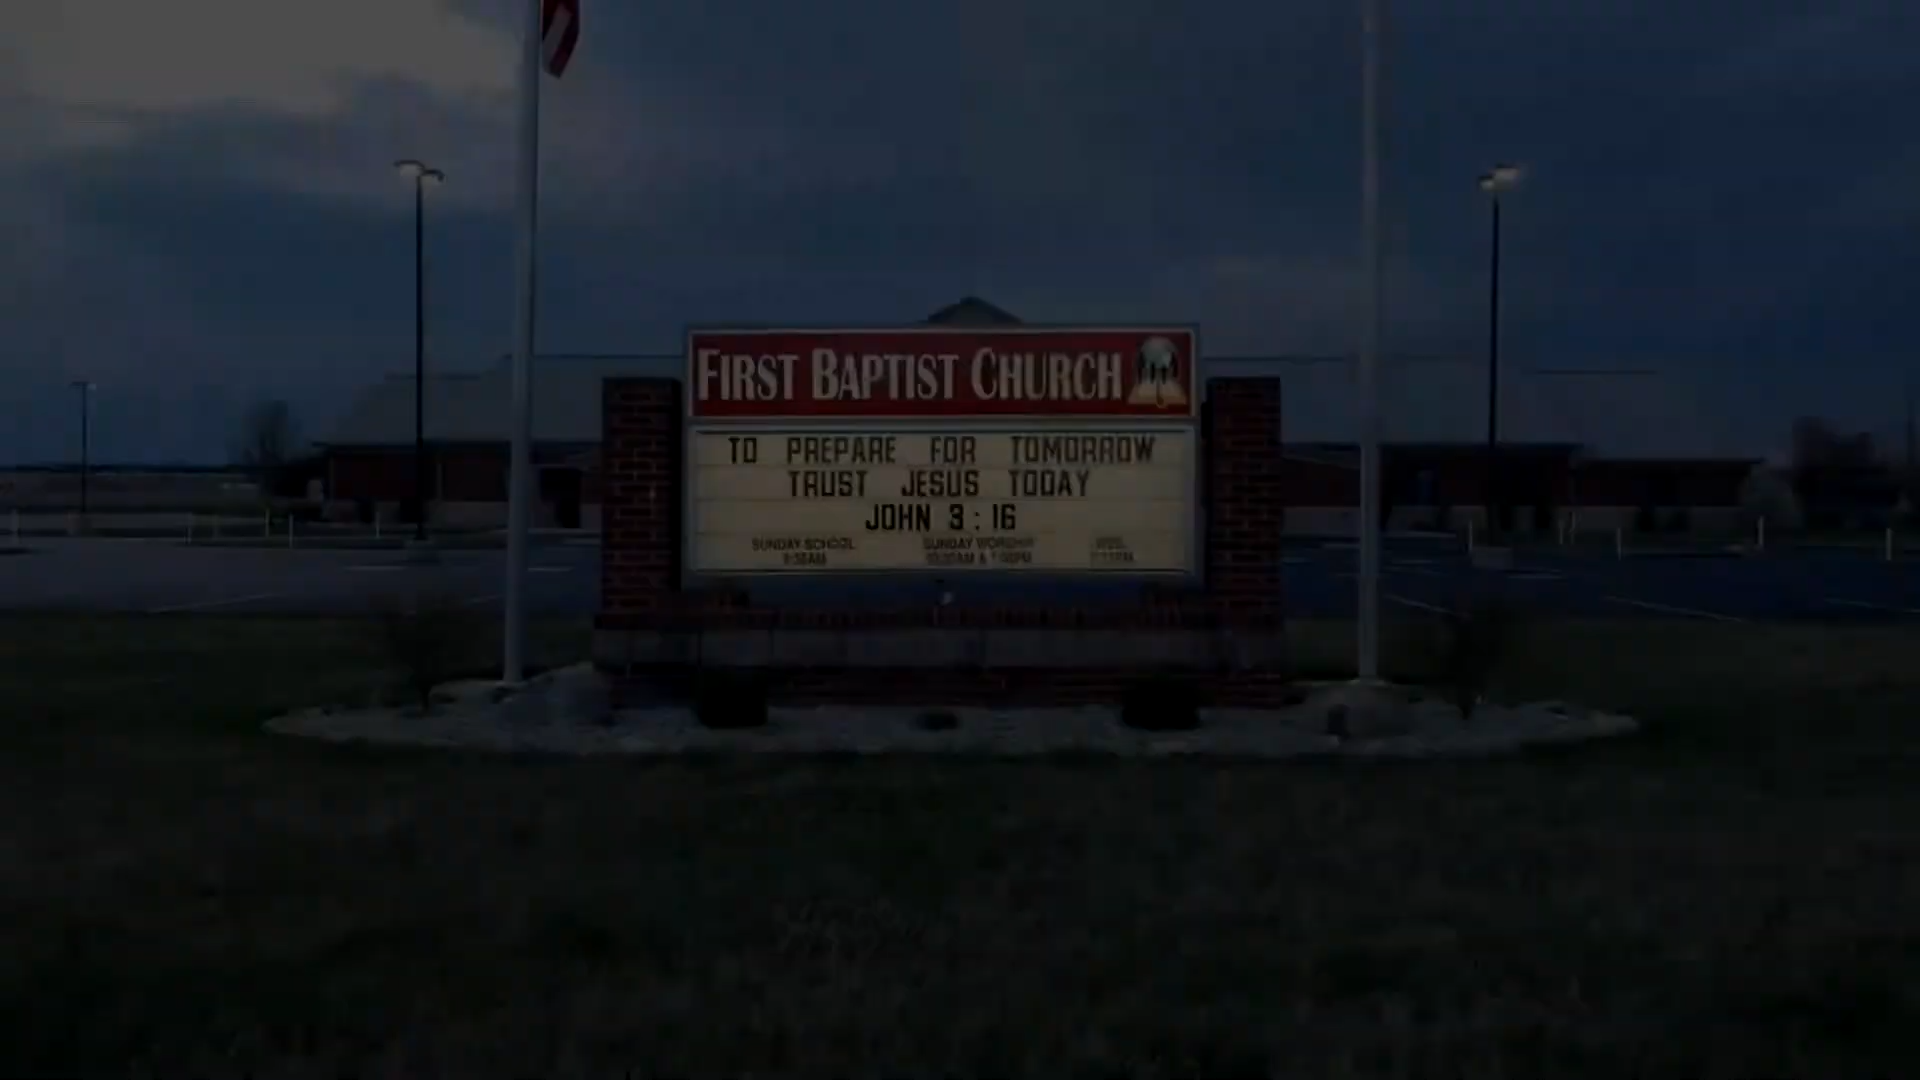 FIRST BAPTIST CHURCH
TO PREPARE FOR TOMORROW
TRUST JESUS TODAY
JOHN 3:16
SUNDAY SCHOOL SUNDAY WORSHIP